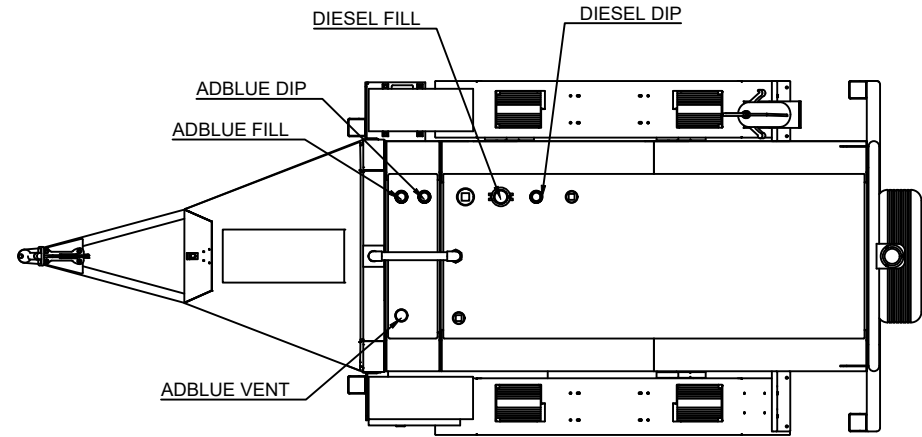 DIESEL FILL
DIESEL DIP
ADBLUE DIP
ADBLUE FILL
ADBLUE VENT